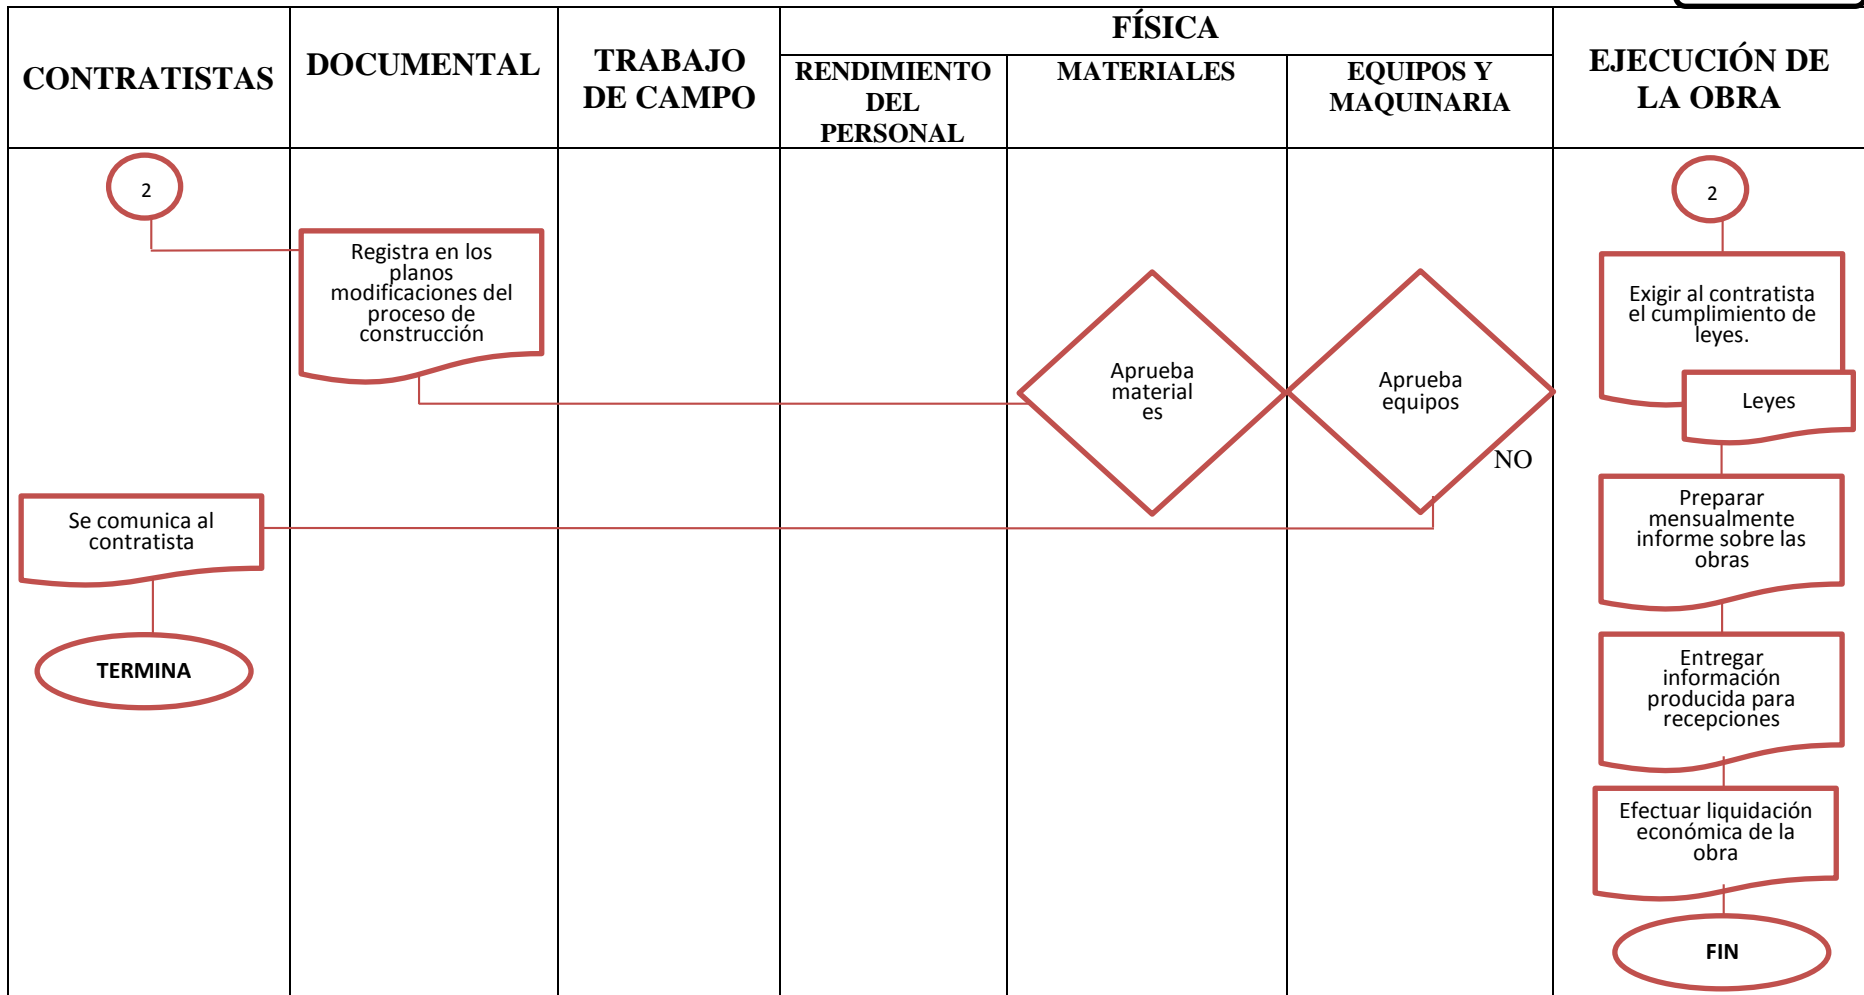 CONTRATISTAS
DOCUMENTAL
TRABAJO
DE CAMPO
FÍSICA
RENDIMIENTO
DEL
PERSONAL
MATERIALES
EQUIPOS Y
MAQUINARIA
EJECUCIÓN DE
LA OBRA
2
Registra en los
planos
modificaciones del
proceso de
construcción
Aprueba
material
es
Aprueba
equipos
NO
Se comunica al
contratista
TERMINA
2
Exigir al contratista
el cumplimiento de
leyes.
Leyes
Preparar
mensualmente
informe sobre las
obras
Entregar
información
producida para
recepciones
Efectuar liquidación
económica de la
obra
FIN